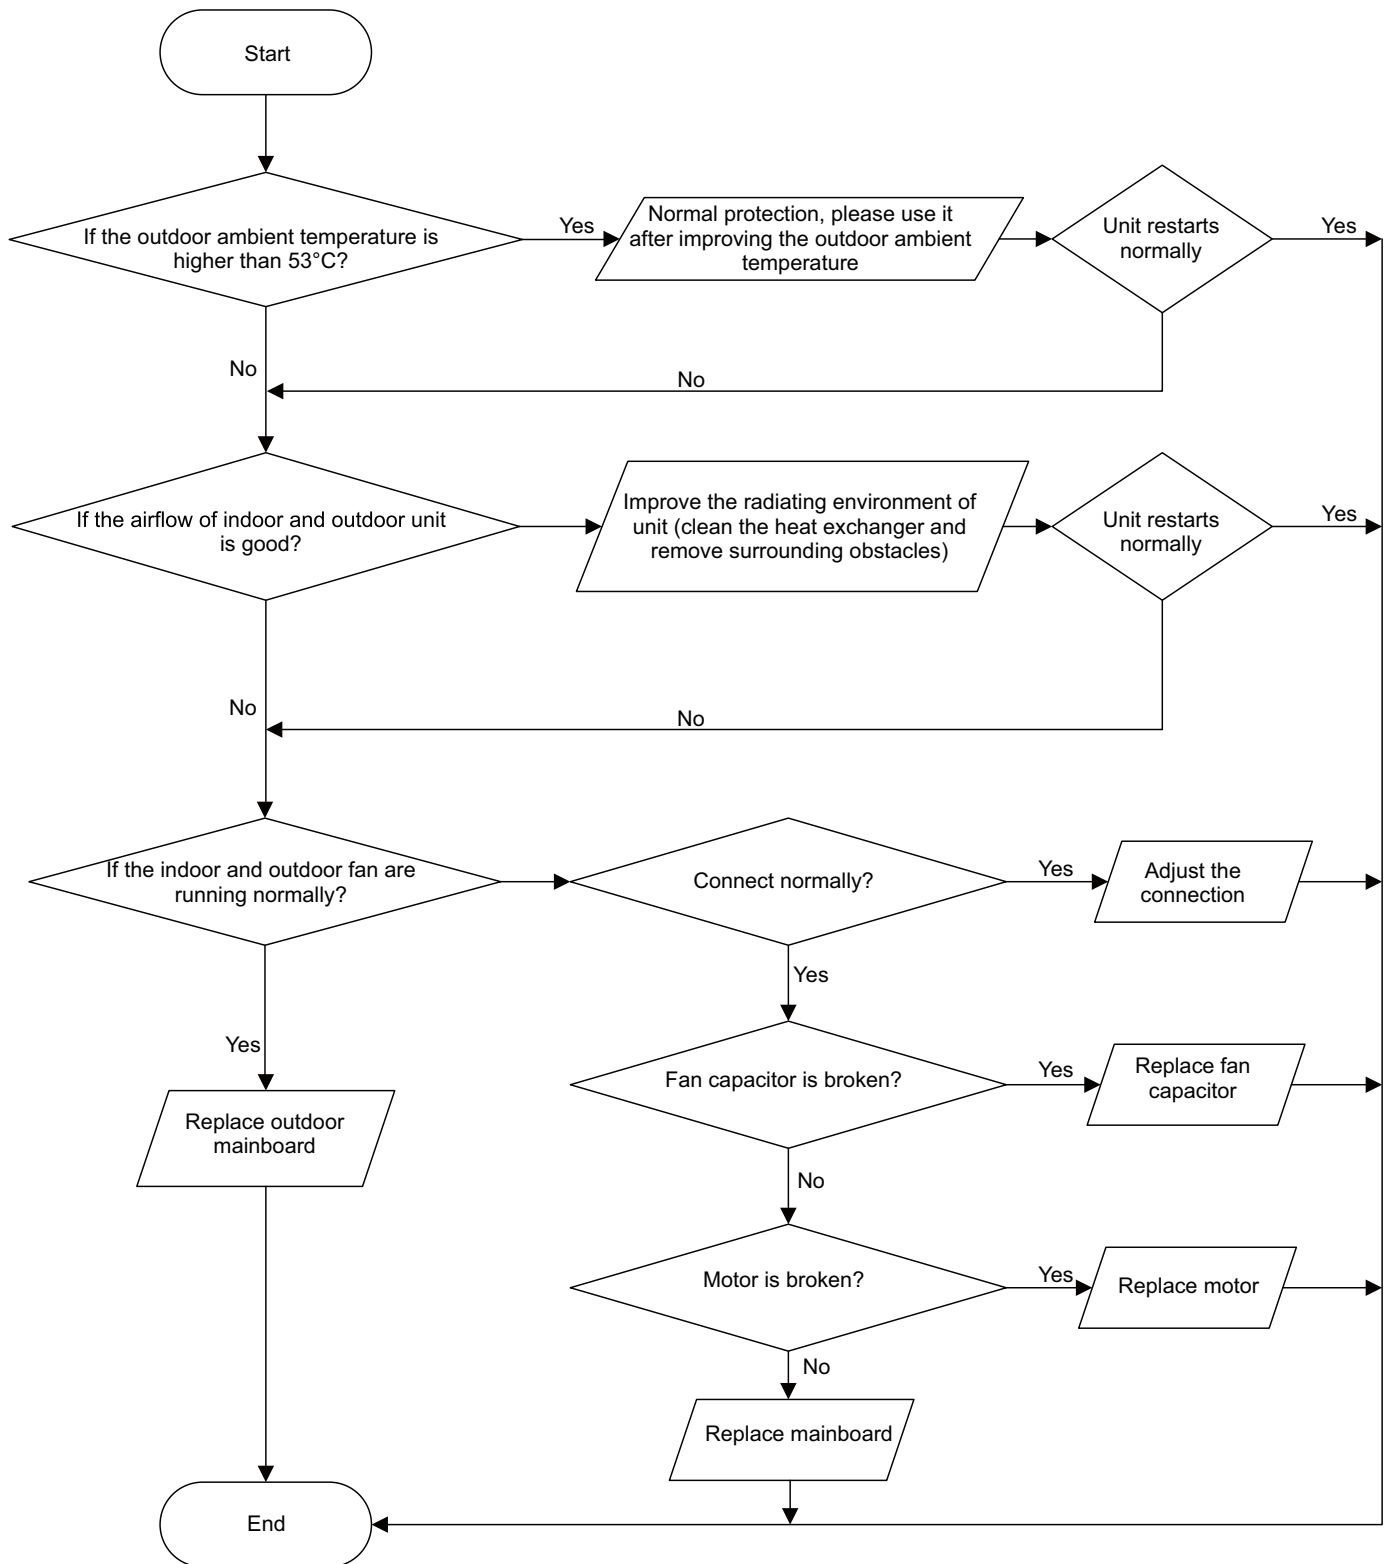 Start
If the outdoor ambient temperature is
higher than 53°C?
Yes
Normal protection, please use it
after improving the outdoor ambient
temperature
Unit restarts
normally
Yes
No
No
If the airflow of indoor and outdoor unit
is good?
Improve the radiating environment of
unit (clean the heat exchanger and
remove surrounding obstacles)
Unit restarts
normally
Yes
No
No
If the indoor and outdoor fan are
running normally?
Connect normally?
Yes
Adjust the
connection
Yes
Yes
Fan capacitor is broken?
Yes
Replace fan
capacitor
Replace outdoor
mainboard
No
Motor is broken?
Yes
Replace motor
No
Replace mainboard
End